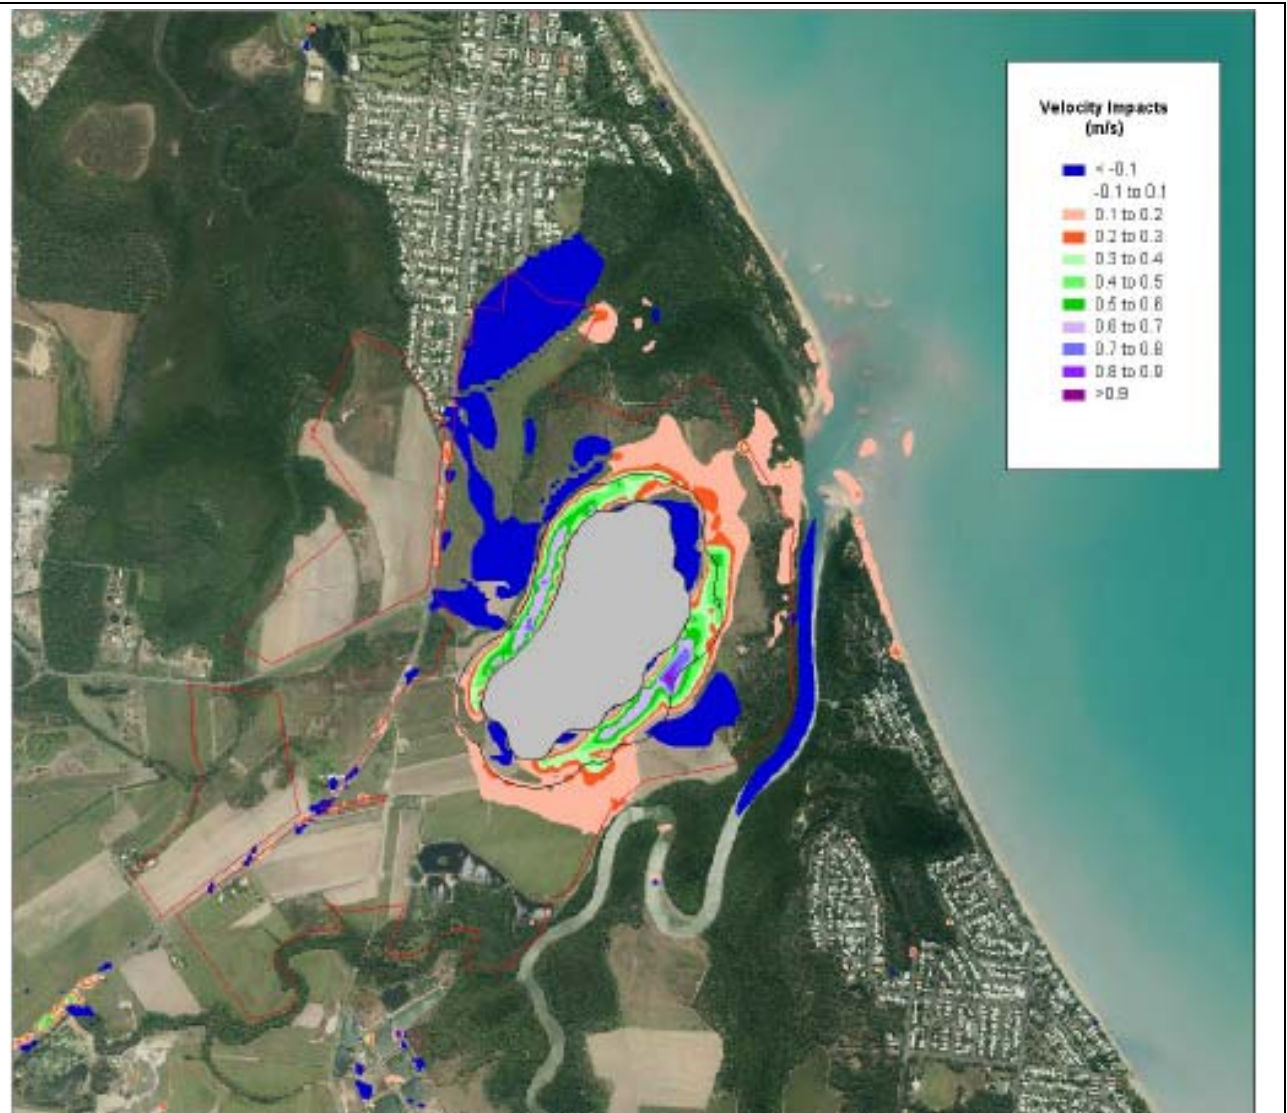 Velocity Impacts
(m/s)
< -0.1
-0.1 to 0.1
0.1 to 0.2
0.2 to 0.3
0.3 to 0.4
0.4 to 0.5
0.5 to 0.6
0.6 to 0.7
0.7 to 0.8
0.8 to 0.9
>0.9